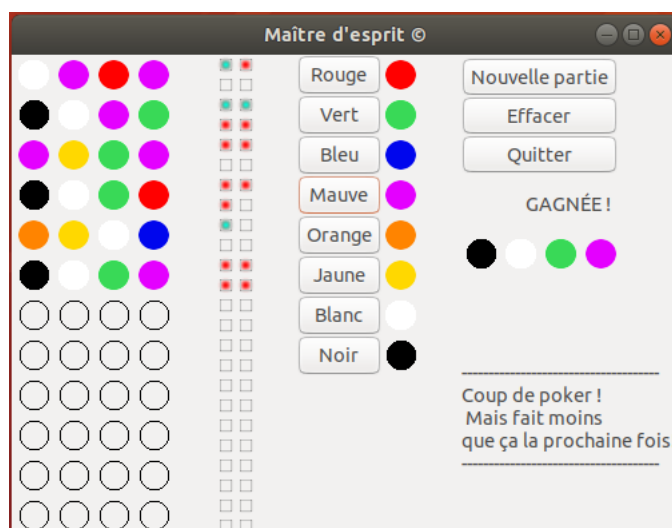 Maître d'esprit ©
Rouge
Vert
Bleu
Mauve
Orange
Jaune
Blanc
Noir
Nouvelle partie
Effacer
Quitter
GAGNÉE !
------------------------------------
Coup de poker !
Mais fait moins
que ça la prochaine fois
------------------------------------